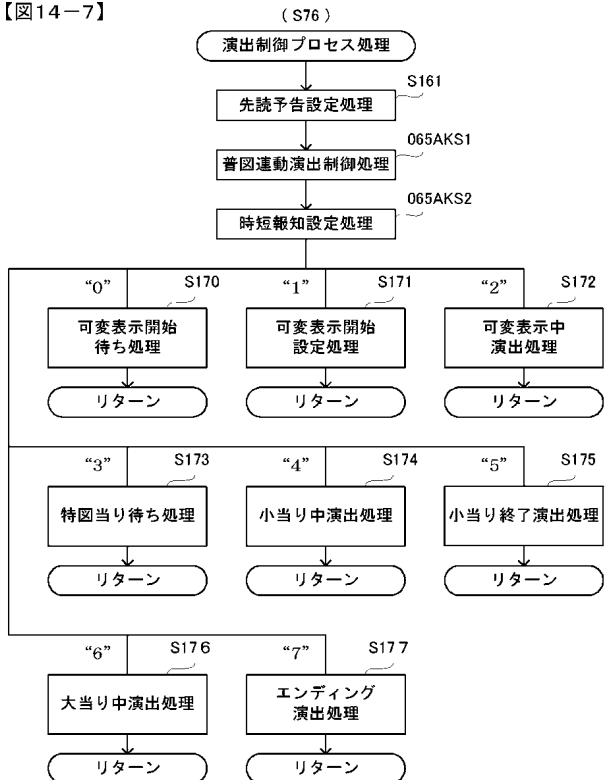 【図14－7】
(S76)
演出制御プロセス処理
S161
先読予告設定処理
065AKS1
普図連動演出制御処理
065AKS2
時短報知設定処理
“0”
S170
可変表示開始
待ち処理
リターン
“1”
S171
可変表示開始
設定処理
リターン
“2”
S172
可変表示中
演出処理
リターン
“3”
S173
特図当り待ち処理
リターン
“4”
S174
小当り中演出処理
リターン
“5”
S175
小当り終了演出処理
リターン
“6”
S176
大当り中演出処理
リターン
“7”
S177
エンディング
演出処理
リターン